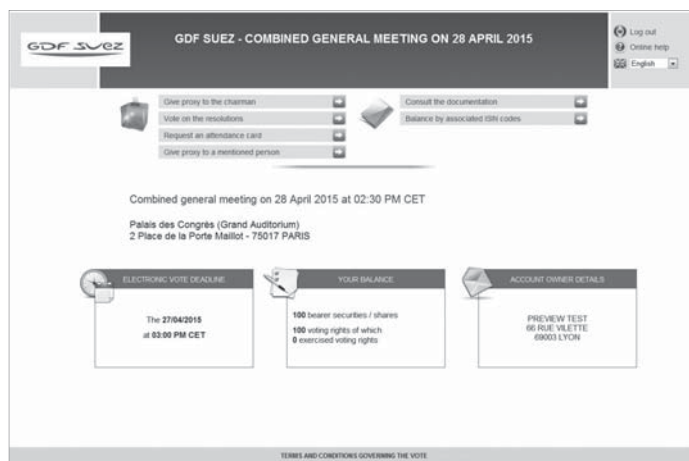 GDF SUEZ
GDF SUEZ - COMBINED GENERAL MEETING ON 28 APRIL 2015
Log out
Online help
English
Give proxy to the chairman
Vote on the resolutions
Request an attendance card
Give proxy to a mentioned person
Consult the documentation
Balance by associated ISIN codes
Combined general meeting on 28 April 2015 at 02:30 PM CET
Palais des Congrès (Grand Auditorium)
2 Place de la Porte Maillot - 75017 PARIS
ELECTRONIC VOTE DEADLINE
The 27/04/2015
at 03:00 PM CET
YOUR BALANCE
100 bearer securities / shares
100 voting rights of which
0 exercised voting rights
ACCOUNT OWNER DETAILS
PREVIEW TEST
66 RUE VILETTE
69003 LYON
TERMS AND CONDITIONS GOVERNING THE VOTE